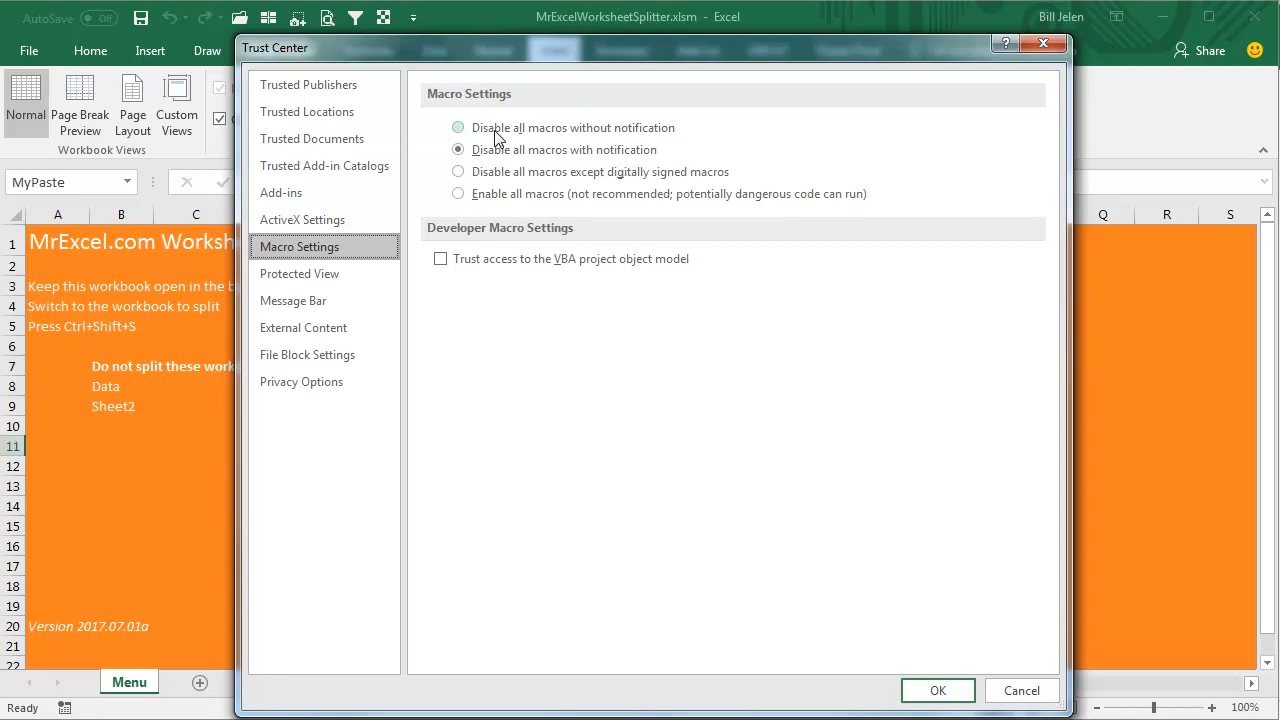 AutoSave Off
MrExcelWorksheetSplitter.xlsm - Excel
Bill Jelen
File Home Insert Draw
Share
Normal
Page Break Preview
Page Layout
Custom Views
Workbook Views
MyPaste
Trust Center
?
Trusted Publishers
Trusted Locations
Trusted Documents
Trusted Add-in Catalogs
Add-ins
ActiveX Settings
Macro Settings
Protected View
Message Bar
External Content
File Block Settings
Privacy Options
Macro Settings
Disable all macros without notification
Disable all macros with notification
Disable all macros except digitally signed macros
Enable all macros (not recommended; potentially dangerous code can run)
Developer Macro Settings
Trust access to the VBA project object model
OK Cancel
A B C Q R S
1 MrExcel.com Worksh
2
3 Keep this workbook open in the b
4 Switch to the workbook to split
5 Press Ctrl+Shift+S
6
7 Do not split these work
8 Data
9 Sheet2
10
11
12
13
14
15
16
17
18
19
20 Version 2017.07.01a
21
22
Menu
Ready
100%